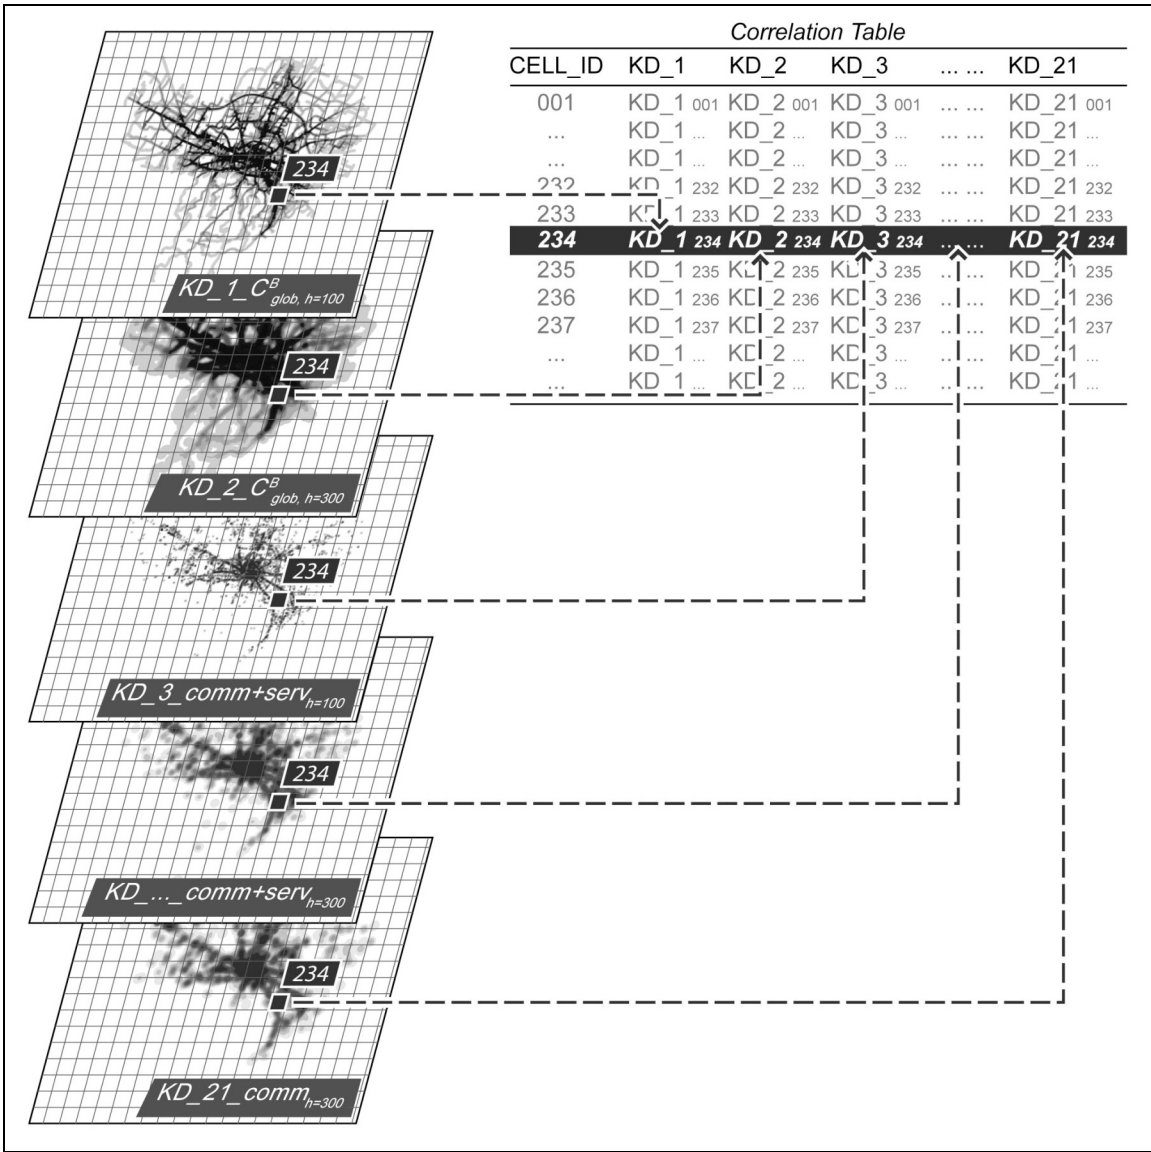 Correlation Table
CELL_ID KD_1 KD_2 KD_3 ... ... KD_21
001 KD_1 001 KD_2 001 KD_3 001 ... ... KD_21 001
... KD_1 ... KD_2 ... KD_3 ... ... ... KD_21 ...
... KD_1 ... KD_2 ... KD_3 ... ... ... KD_21 ...
232 KD_1 232 KD_2 232 KD_3 232 ... ... KD_21 232
233 KD_1 233 KD_2 233 KD_3 233 ... ... KD_21 233
234 KD_1 234 KD_2 234 KD_3 234 ... ... KD_21 234
235 KD_1 235 KD_2 235 KD_3 235 ... ... KD_21 235
236 KD_1 236 KD_2 236 KD_3 236 ... ... KD_21 236
237 KD_1 237 KD_2 237 KD_3 237 ... ... KD_21 237
... KD_1 ... KD_2 ... KD_3 ... ... ... KD_21 ...
... KD_1 ... KD_2 ... KD_3 ... ... ... KD_21 ...
234
KD_1_C^B glob, h=100
234
KD_2_C^B glob, h=300
234
KD_3_comm+serv h=100
234
KD_..._comm+serv h=300
234
KD_21_comm h=300